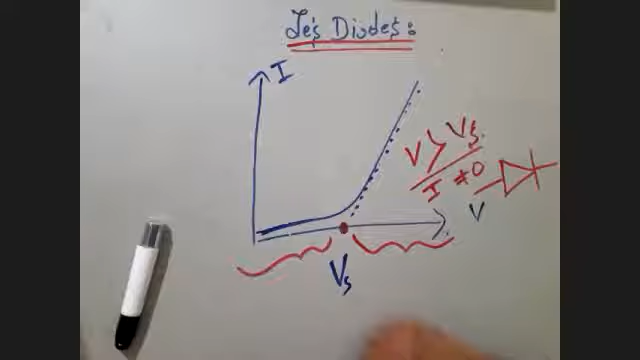 Les Diodes :
I
V > Vs
I ≠ 0
V
Vs